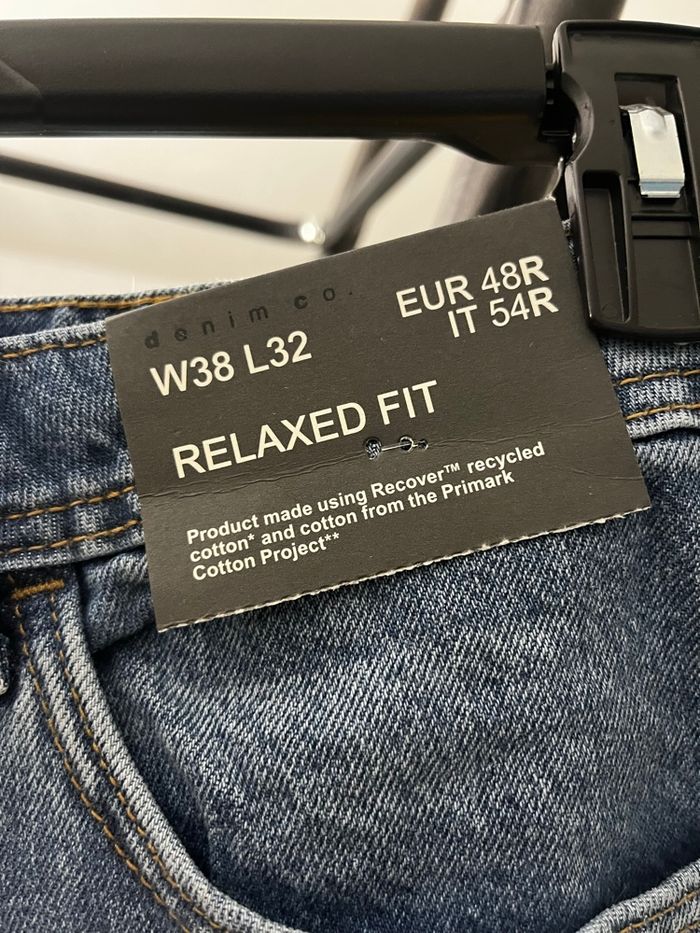 denim co.
EUR 48R
W38 L32
IT 54R
RELAXED FIT
Product made using Recover™ recycled
cotton* and cotton from the Primark
Cotton Project**